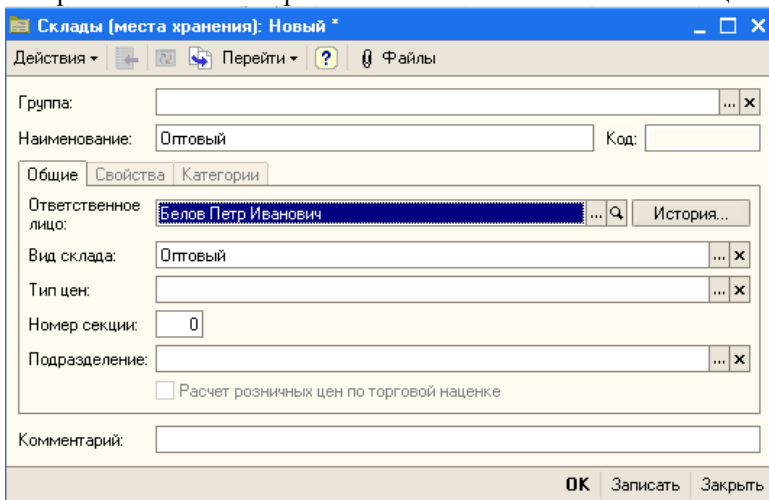 Склады (места хранения): Новый *
Действия Перейти ? Файлы
Группа: ... x
Наименование: Оптовый Код:
Общие Свойства Категории
Ответственное лицо: Белов Петр Иванович ... История...
Вид склада: Оптовый ... x
Тип цен: ... x
Номер секции: 0
Подразделение: ... x
Расчет розничных цен по торговой наценке
Комментарий:
OK Записать Закрыть